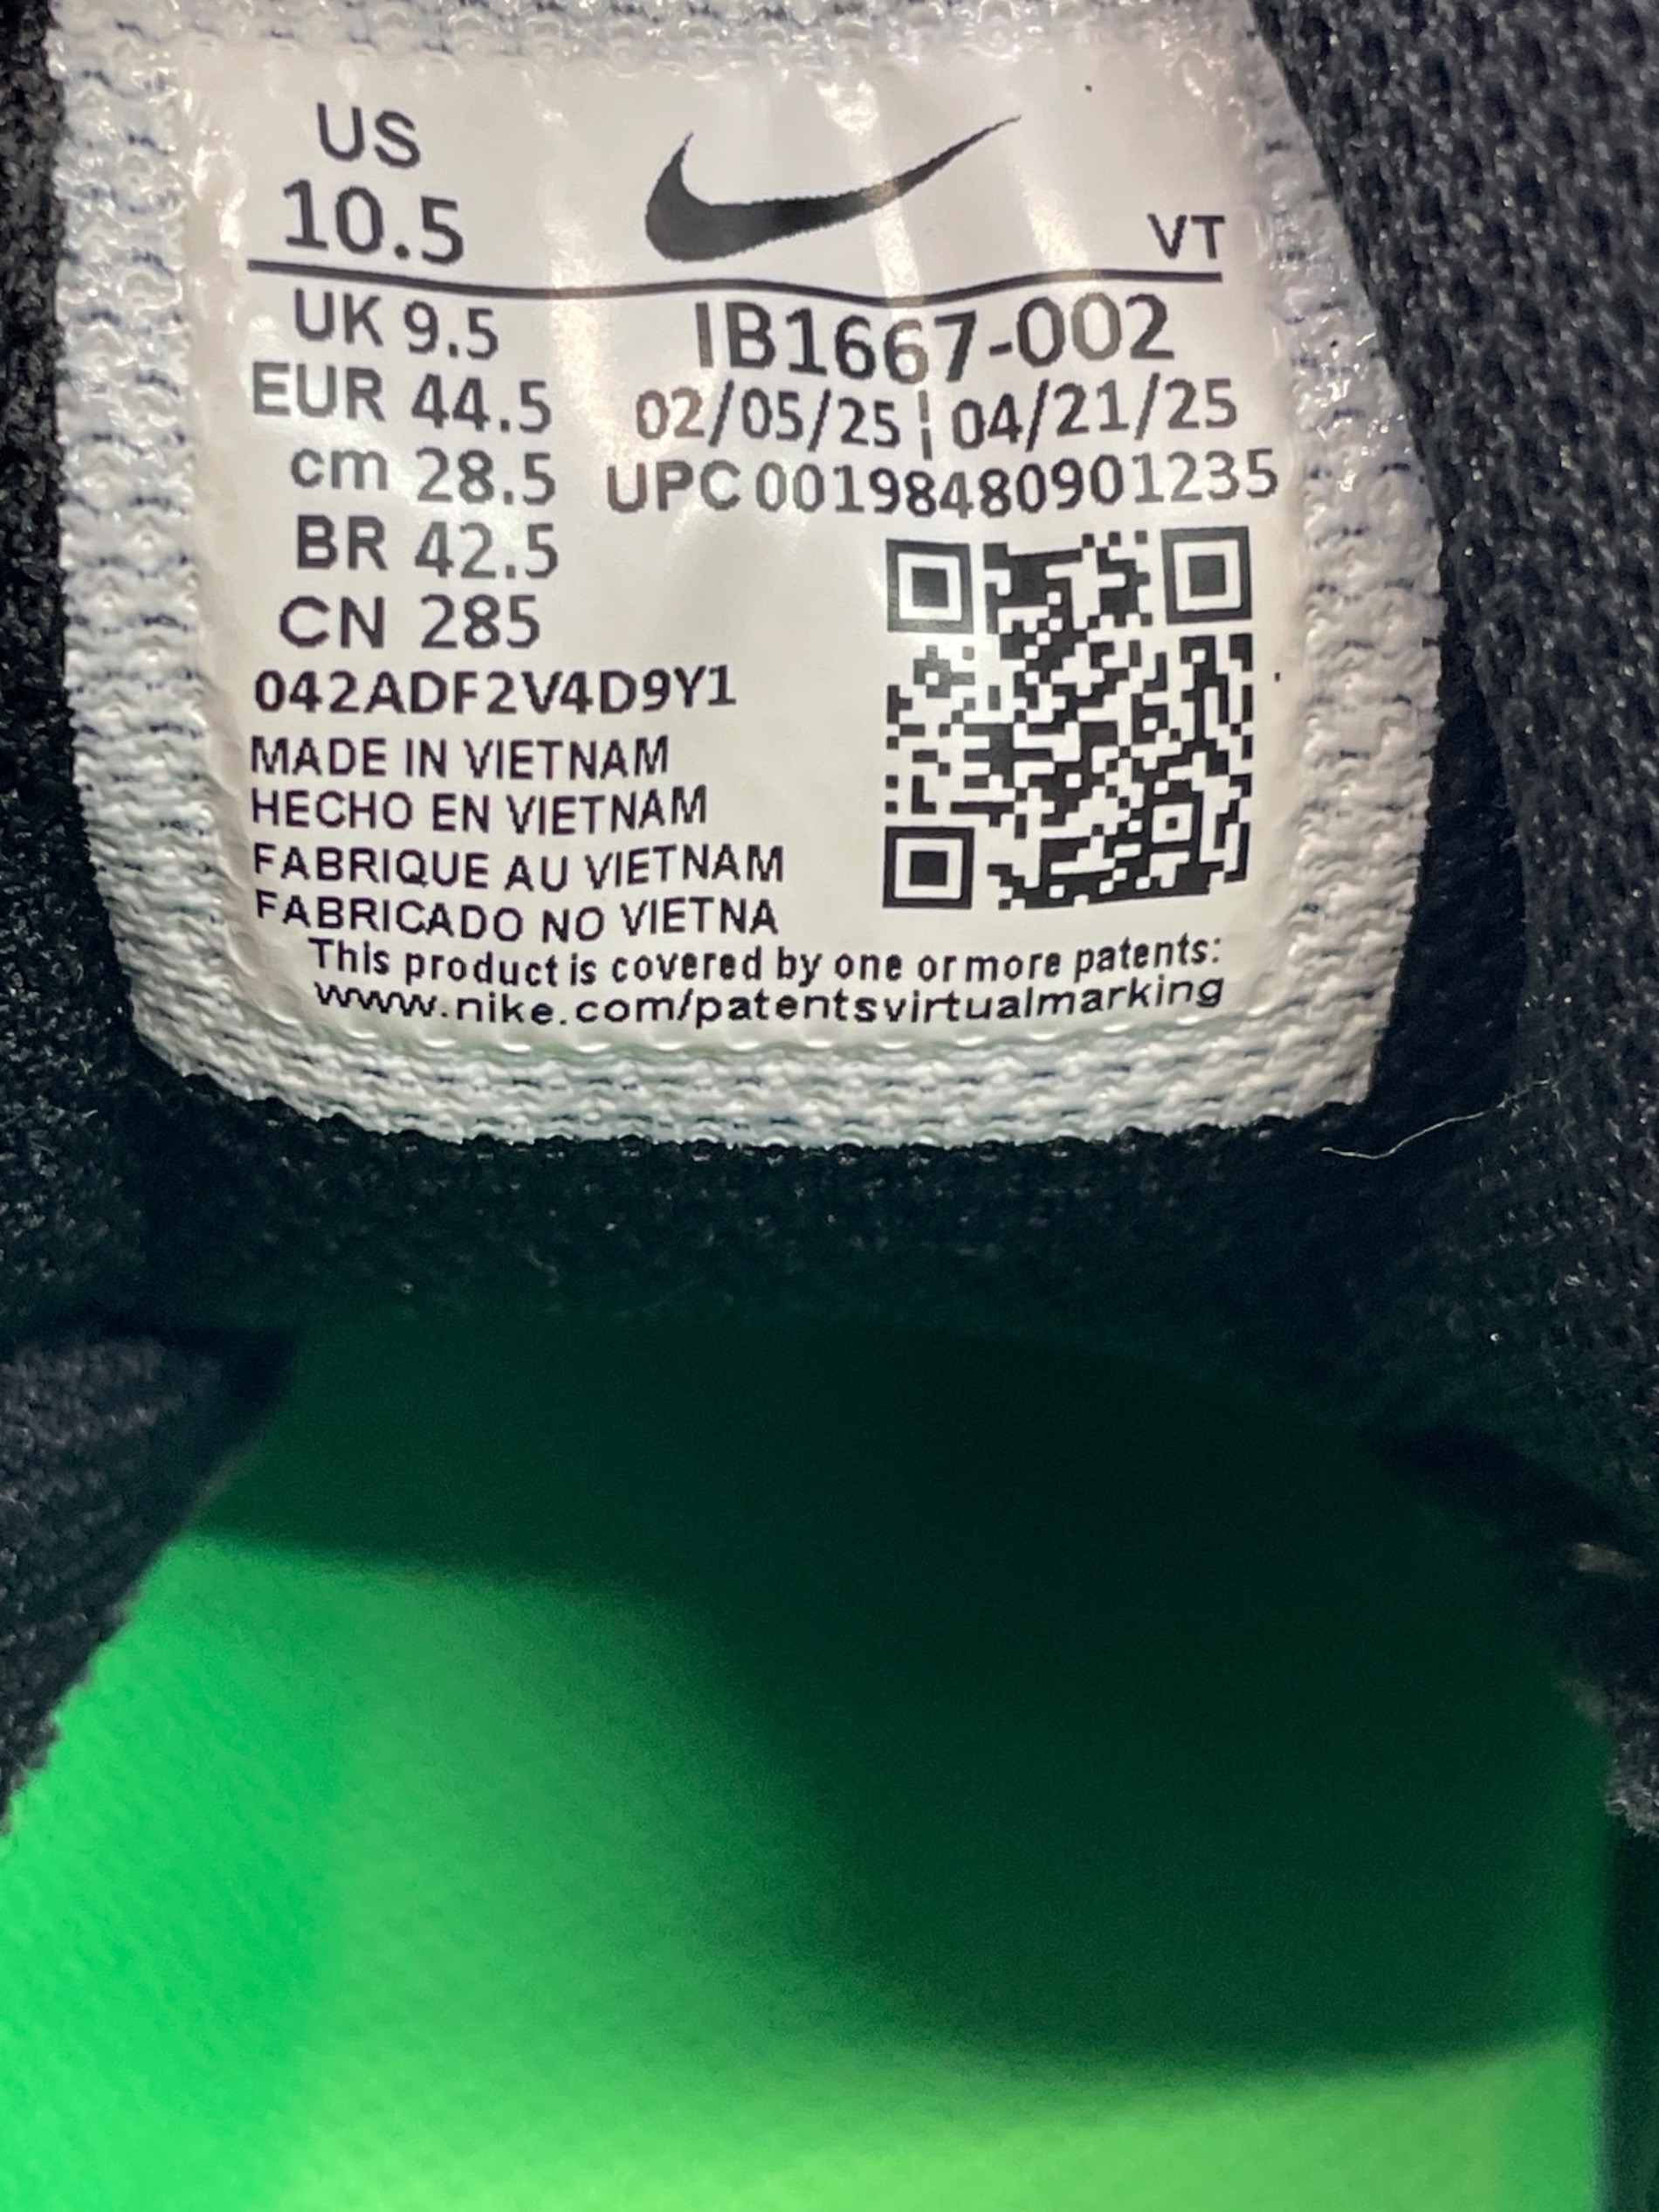 US
10.5
VT
UK 9.5
IB1667-002
EUR 44.5
02/05/25 ¦ 04/21/25
cm 28.5
UPC 00198480901235
BR 42.5
CN 285
042ADF2V4D9Y1
MADE IN VIETNAM
HECHO EN VIETNAM
FABRIQUE AU VIETNAM
FABRICADO NO VIETNA
This product is covered by one or more patents:
www.nike.com/patentsvirtualmarking